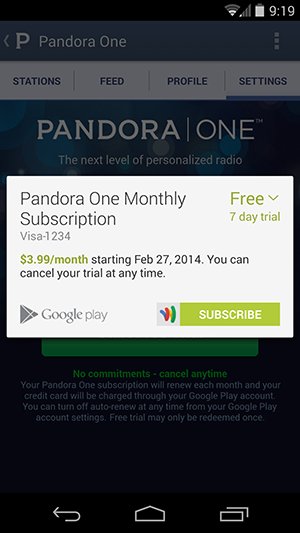 9:19
Pandora One
STATIONS FEED PROFILE SETTINGS
PANDORA|ONE™
The next level of personalized radio
Pandora One Monthly Free
Subscription 7 day trial
Visa-1234
$3.99/month starting Feb 27, 2014. You can
cancel your trial at any time.
Google play SUBSCRIBE
No commitments - cancel anytime
Your Pandora One subscription will renew each month and your
credit card will be charged through your Google Play account.
You can turn off auto-renew at any time from your Google Play
account settings. Free trial may only be redeemed once.